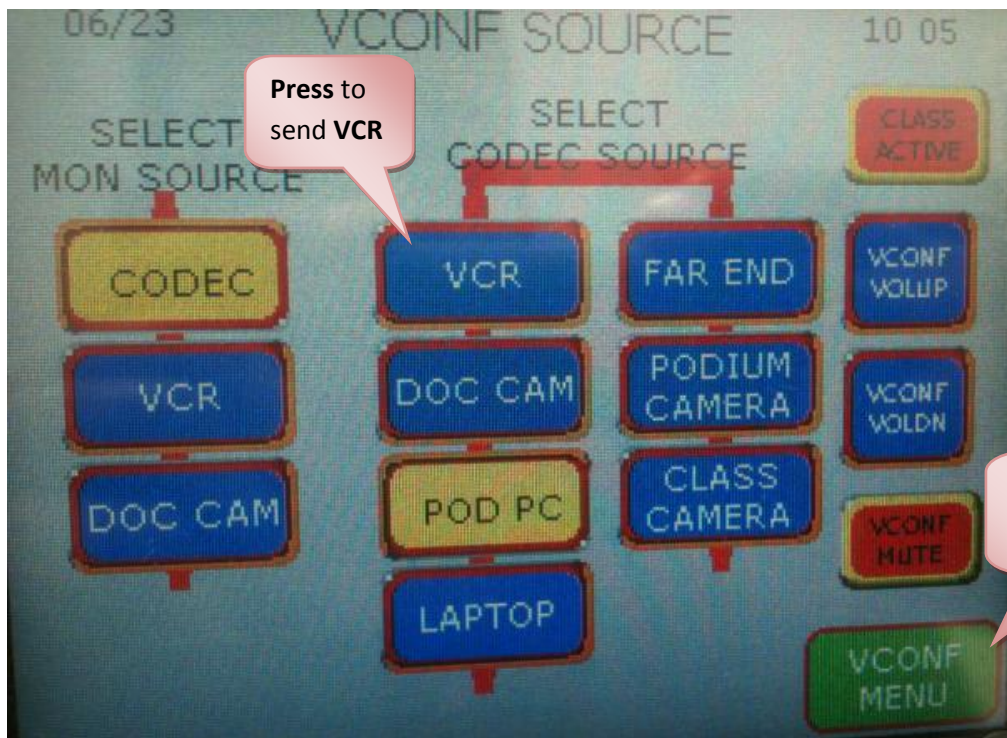 06/23
VCONF SOURCE
10 05
Press to
send VCR
SELECT
MON SOURCE
SELECT
CODEC SOURCE
CLASS
ACTIVE
CODEC
VCR
DOC CAM
VCR
DOC CAM
POD PC
LAPTOP
FAR END
PODIUM
CAMERA
CLASS
CAMERA
VCONF
VOLUP
VCONF
VOLDN
VCONF
MUTE
VCONF
MENU